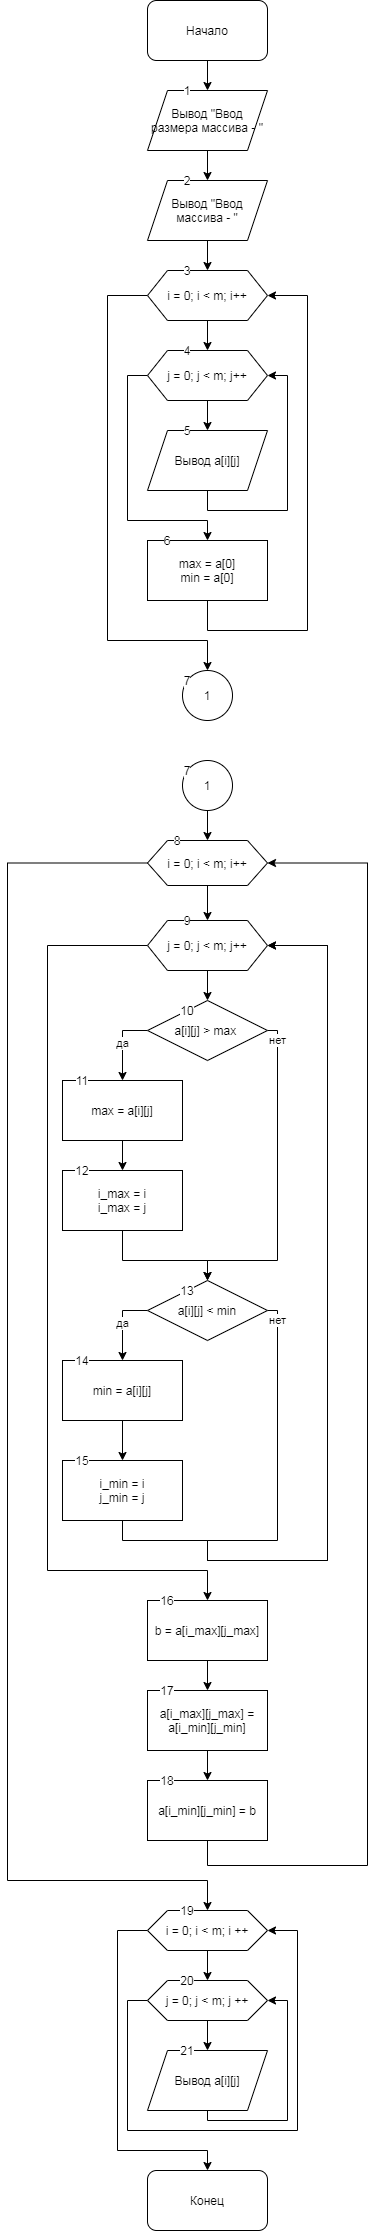 Начало
1
Вывод "Ввод
размера массива - "
2
Вывод "Ввод
массива - "
3
i = 0; i < m; i++
4
j = 0; j < m; j++
5
Вывод a[i][j]
6
max = a[0]
min = a[0]
7
1
7
1
8
i = 0; i < m; i++
9
j = 0; j < m; j++
10
a[i][j] > max
да
нет
11
max = a[i][j]
12
i_max = i
i_max = j
13
a[i][j] < min
да
нет
14
min = a[i][j]
15
i_min = i
j_min = j
16
b = a[i_max][j_max]
17
a[i_max][j_max] =
a[i_min][j_min]
18
a[i_min][j_min] = b
19
i = 0; i < m; i ++
20
j = 0; j < m; j ++
21
Вывод a[i][j]
Конец